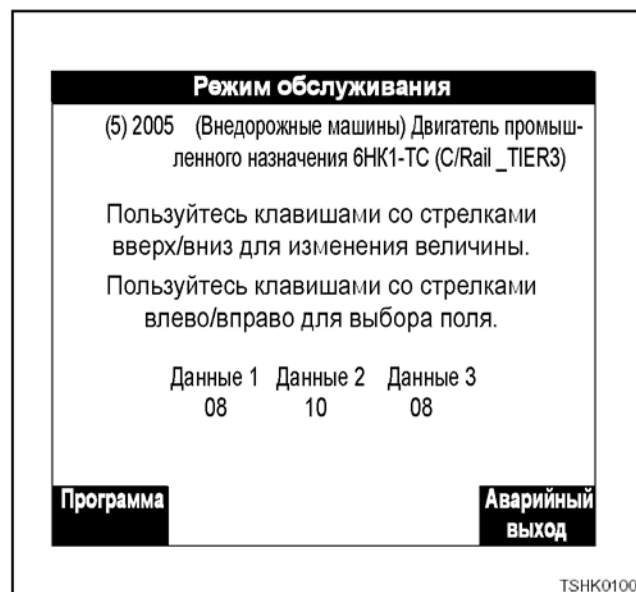 Режим обслуживания
(5) 2005 (Внедорожные машины) Двигатель промыш-
ленного назначения 6НК1-ТС (C/Rail _TIER3)
Пользуйтесь клавишами со стрелками
вверх/вниз для изменения величины.
Пользуйтесь клавишами со стрелками
влево/вправо для выбора поля.
Данные 1 Данные 2 Данные 3
08 10 08
Программа
Аварийный
выход
TSHK0100